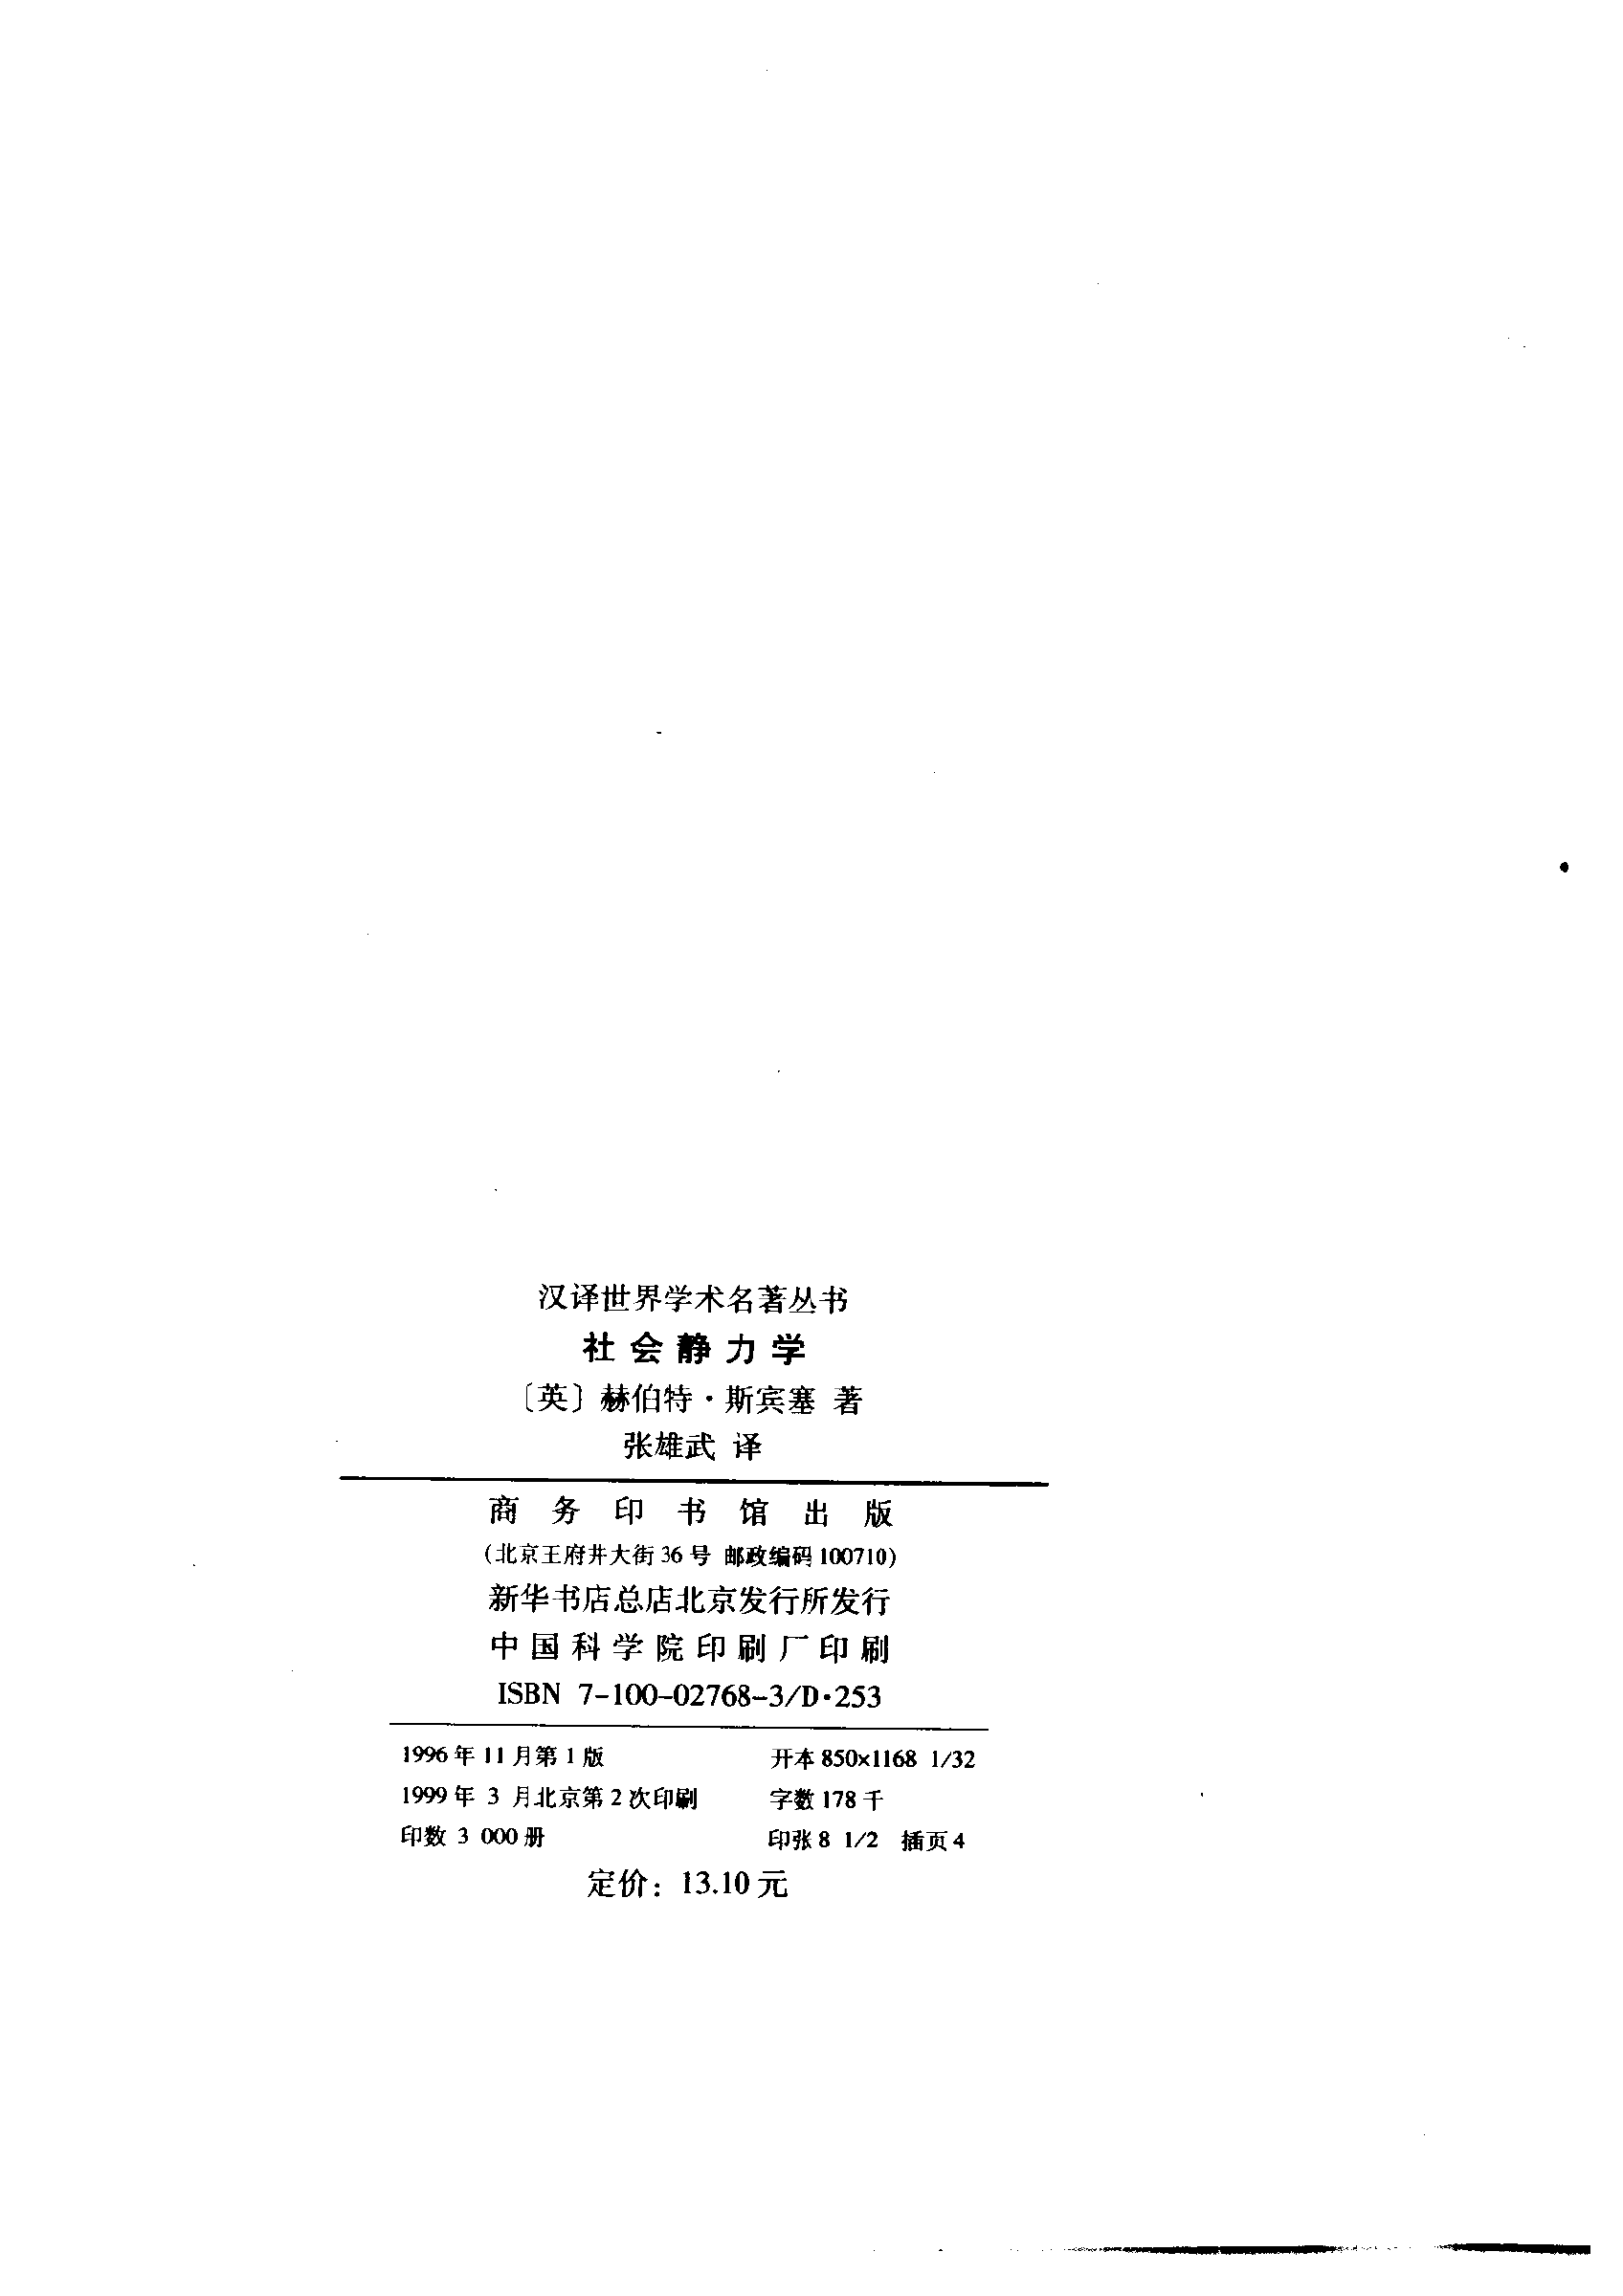 汉译世界学术名著丛书
社会静力学
〔英〕赫伯特·斯宾塞 著
张雄武 译
商务印书馆出版
(北京王府井大街36号 邮政编码100710)
新华书店总店北京发行所发行
中国科学院印刷厂印刷
ISBN 7-100-02768-3/D·253
1996年11月第1版 开本850×1168 1/32
1999年 3 月北京第2次印刷 字数178千
印数 3 000册 印张8 1/2 插页4
定价：13.10元